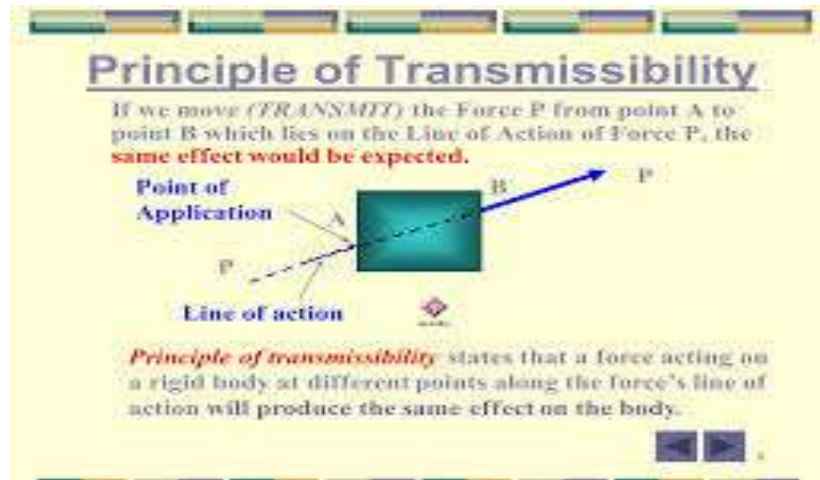 Principle of Transmissibility
If we move (TRANSMIT) the Force P from point A to
point B which lies on the Line of Action of Force P, the
same effect would be expected.
Point of
Application
A
B
P
P
Line of action
Principle of transmissibility states that a force acting on
a rigid body at different points along the force's line of
action will produce the same effect on the body.